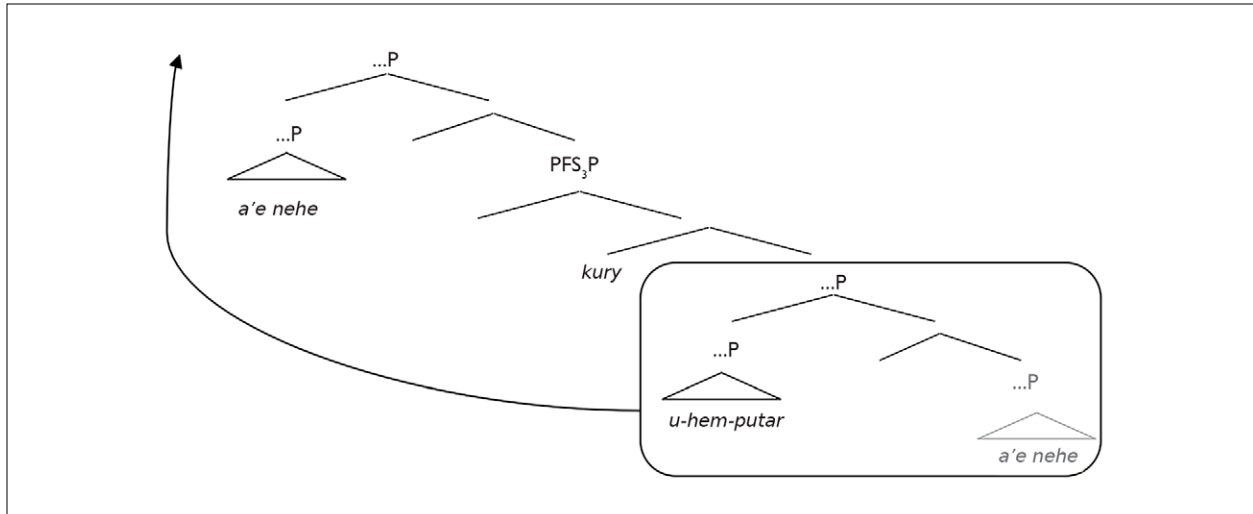 ...P
...P
a'e nehe
PFS₃P
kury
...P
...P
u-hem-putar
...P
a'e nehe